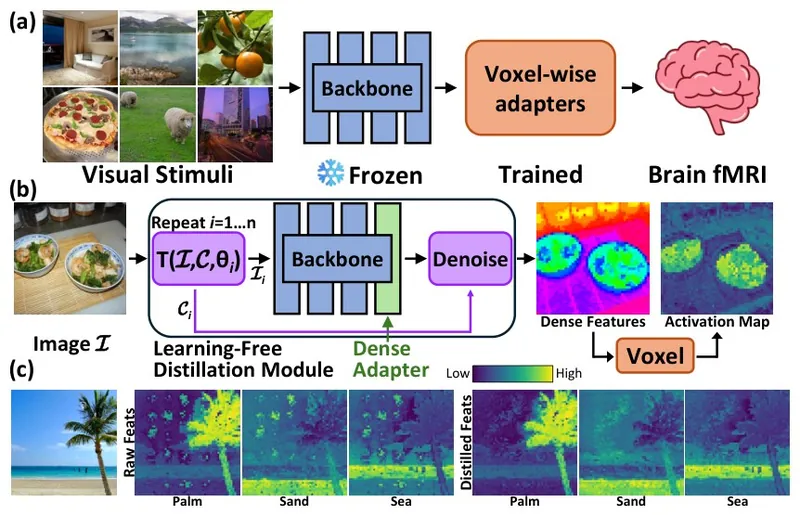 (a)
Backbone
Voxel-wise
adapters
Visual Stimuli
Frozen
Trained
Brain fMRI
(b)
Repeat i=1...n
T(𝓘,𝓒,θᵢ)
𝓘ᵢ
Backbone
Denoise
𝓒ᵢ
Image 𝓘
Learning-Free
Distillation Module
Dense
Adapter
Dense Features
Activation Map
Voxel
(c)
Low
High
Raw Feats
Palm
Sand
Sea
Distilled Feats
Palm
Sand
Sea